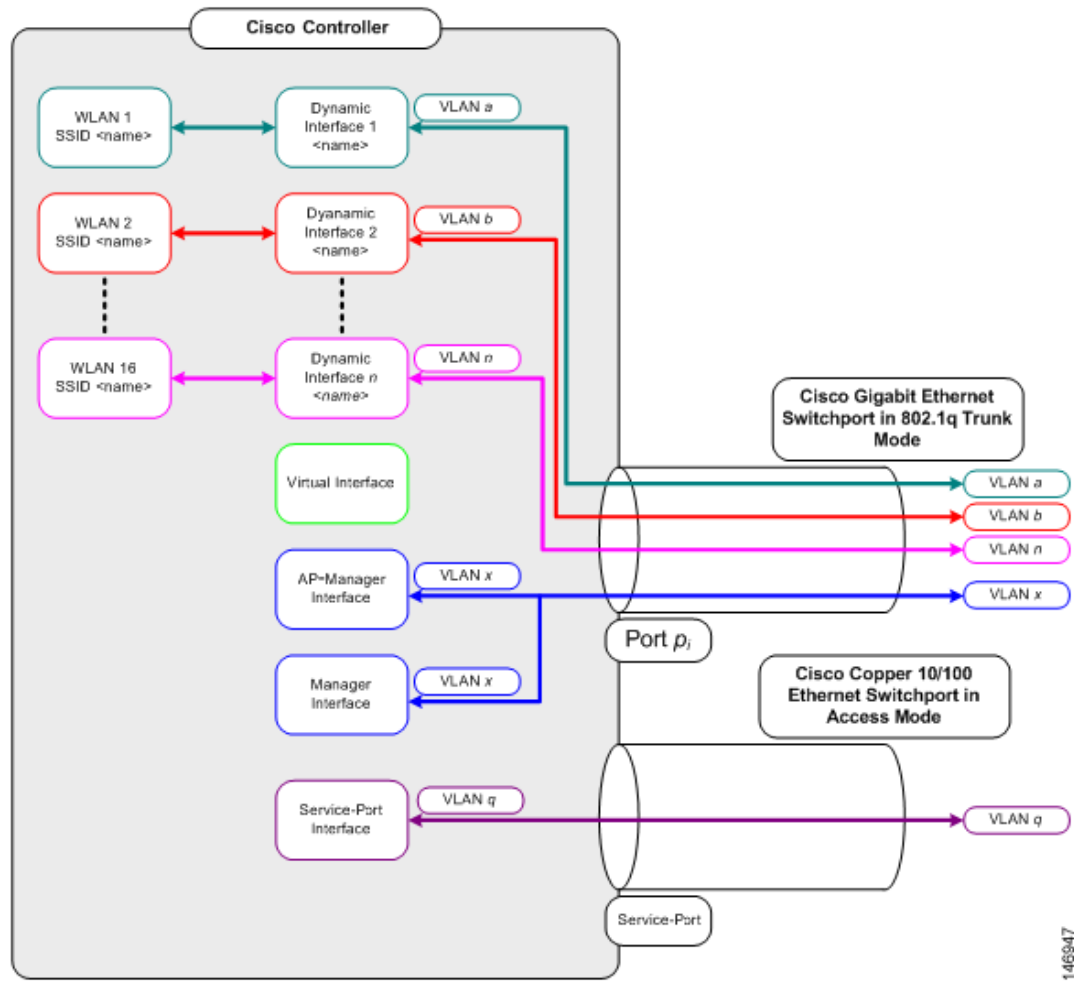 Cisco Controller
WLAN 1
SSID <name>
Dynamic
Interface 1
<name>
VLAN a
WLAN 2
SSID <name>
Dyanamic
Interface 2
<name>
VLAN b
WLAN 16
SSID <name>
Dynamic
Interface n
<name>
VLAN n
Virtual Interface
AP-Manager
Interface
VLAN x
Manager
Interface
VLAN x
Service-Port
Interface
VLAN q
Cisco Gigabit Ethernet
Switchport in 802.1q Trunk
Mode
VLAN a
VLAN b
VLAN n
VLAN x
Port pi
Cisco Copper 10/100
Ethernet Switchport in
Access Mode
VLAN q
Service-Port
146947